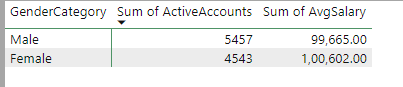 GenderCategory Sum of ActiveAccounts Sum of AvgSalary
Male 5457 99,665.00
Female 4543 1,00,602.00